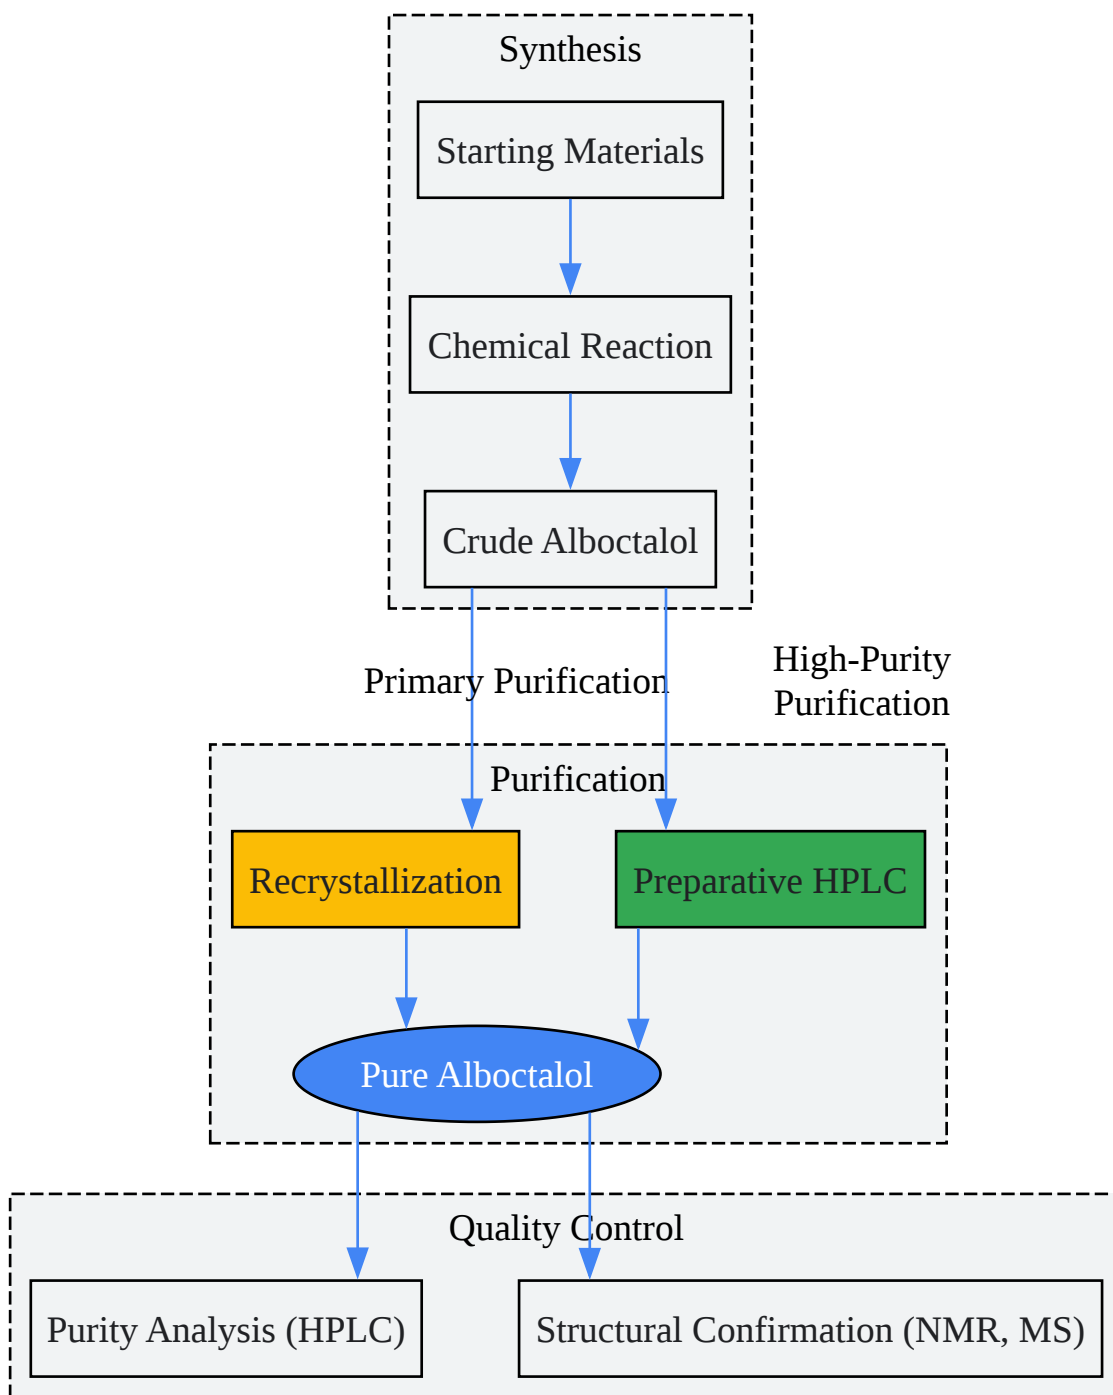 Synthesis
Starting Materials
Chemical Reaction
Crude Alboctalol
Primary Purification
High-Purity
Purification
Purification
Recrystallization
Preparative HPLC
Pure Alboctalol
Quality Control
Purity Analysis (HPLC)
Structural Confirmation (NMR, MS)